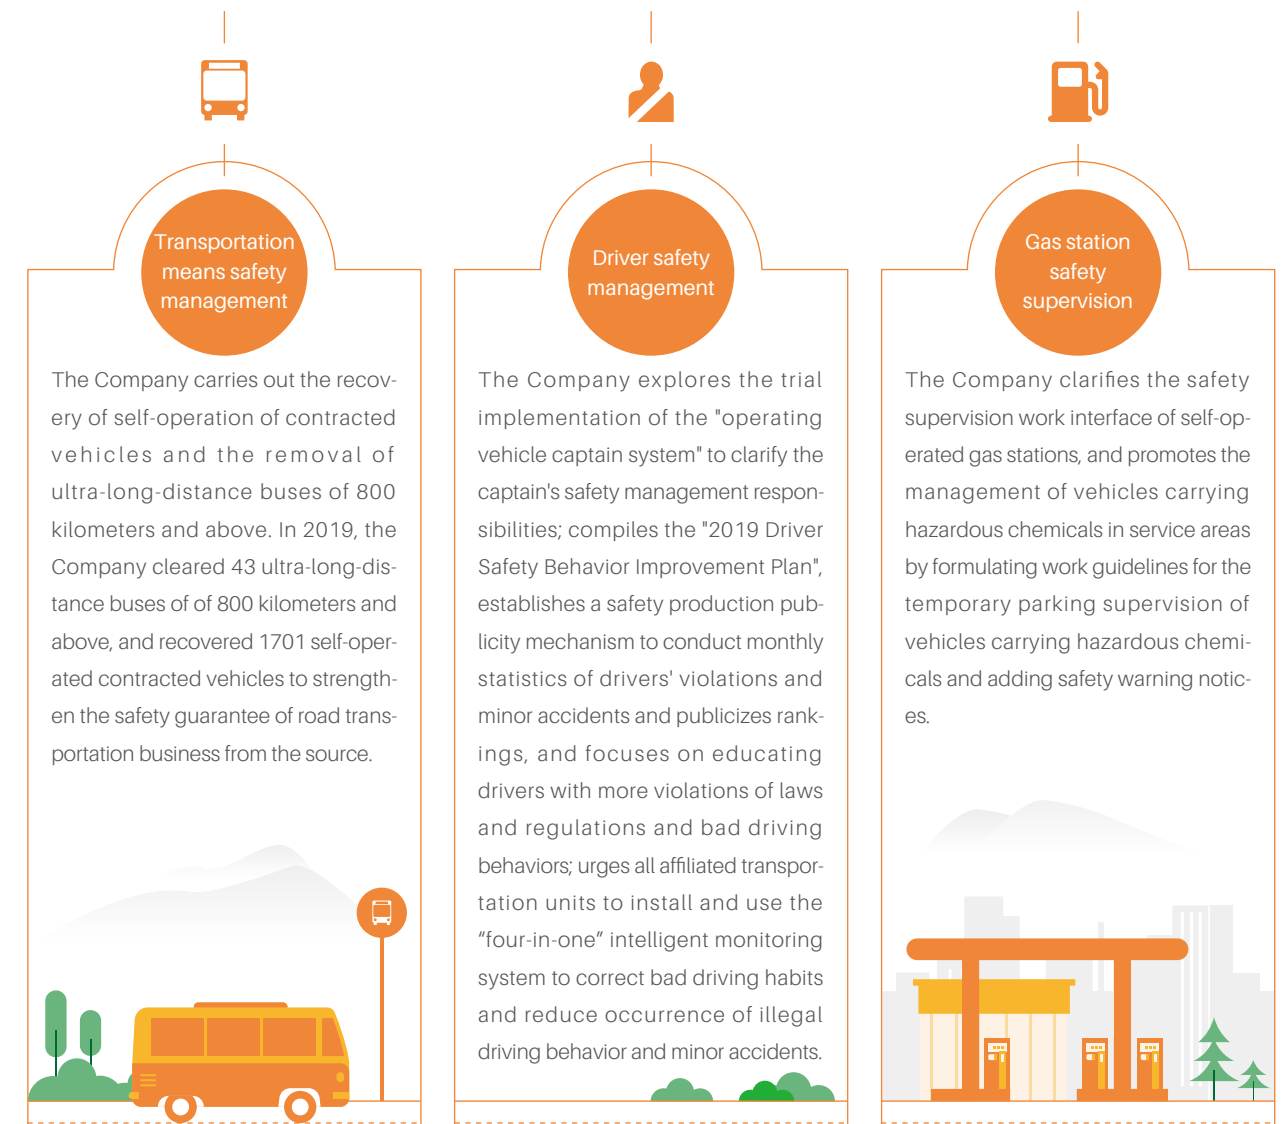 Transportation
means safety
management
The Company carries out the recov-
ery of self-operation of contracted
vehicles and the removal of
ultra-long-distance buses of 800
kilometers and above. In 2019, the
Company cleared 43 ultra-long-dis-
tance buses of of 800 kilometers and
above, and recovered 1701 self-oper-
ated contracted vehicles to strength-
en the safety guarantee of road trans-
portation business from the source.
Driver safety
management
The Company explores the trial
implementation of the "operating
vehicle captain system" to clarify the
captain's safety management respon-
sibilities; compiles the "2019 Driver
Safety Behavior Improvement Plan",
establishes a safety production pub-
licity mechanism to conduct monthly
statistics of drivers' violations and
minor accidents and publicizes rank-
ings, and focuses on educating
drivers with more violations of laws
and regulations and bad driving
behaviors; urges all affiliated transpor-
tation units to install and use the
“four-in-one” intelligent monitoring
system to correct bad driving habits
and reduce occurrence of illegal
driving behavior and minor accidents.
Gas station
safety
supervision
The Company clarifies the safety
supervision work interface of self-op-
erated gas stations, and promotes the
management of vehicles carrying
hazardous chemicals in service areas
by formulating work guidelines for the
temporary parking supervision of
vehicles carrying hazardous chemi-
cals and adding safety warning notic-
es.